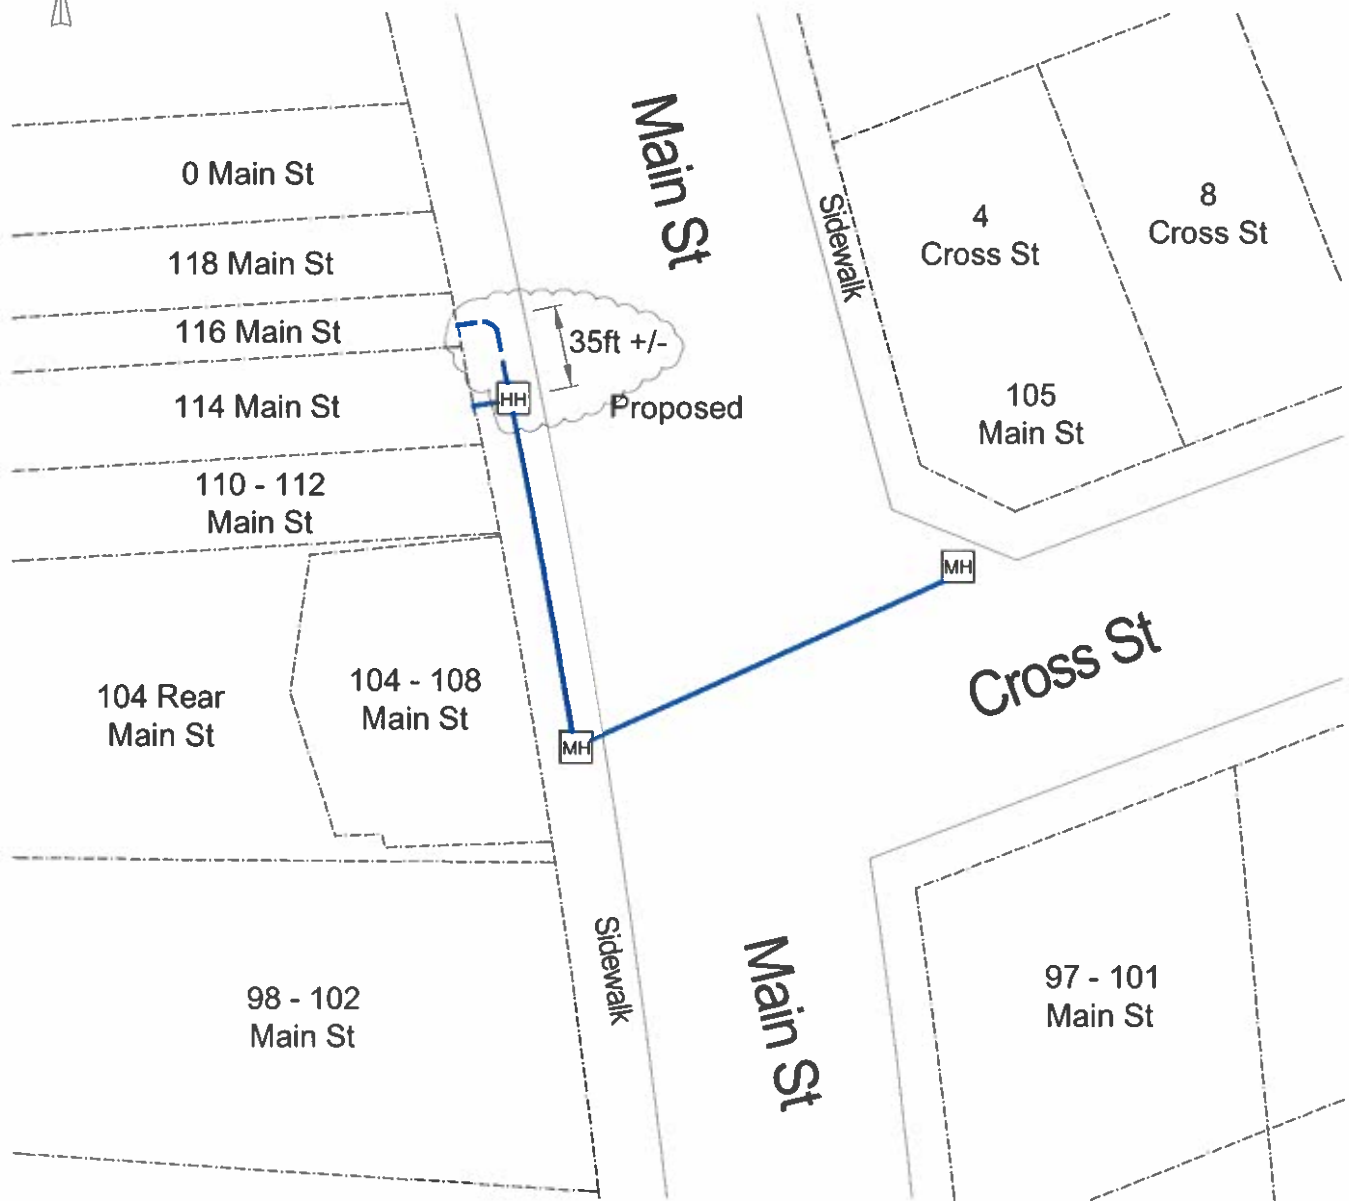 Main St
0 Main St
118 Main St
116 Main St
114 Main St
110 - 112
Main St
104 Rear
Main St
104 - 108
Main St
98 - 102
Main St
35ft +/-
Proposed
HH
MH
MH
Sidewalk
4
Cross St
8
Cross St
105
Main St
Cross St
Sidewalk
Main St
97 - 101
Main St